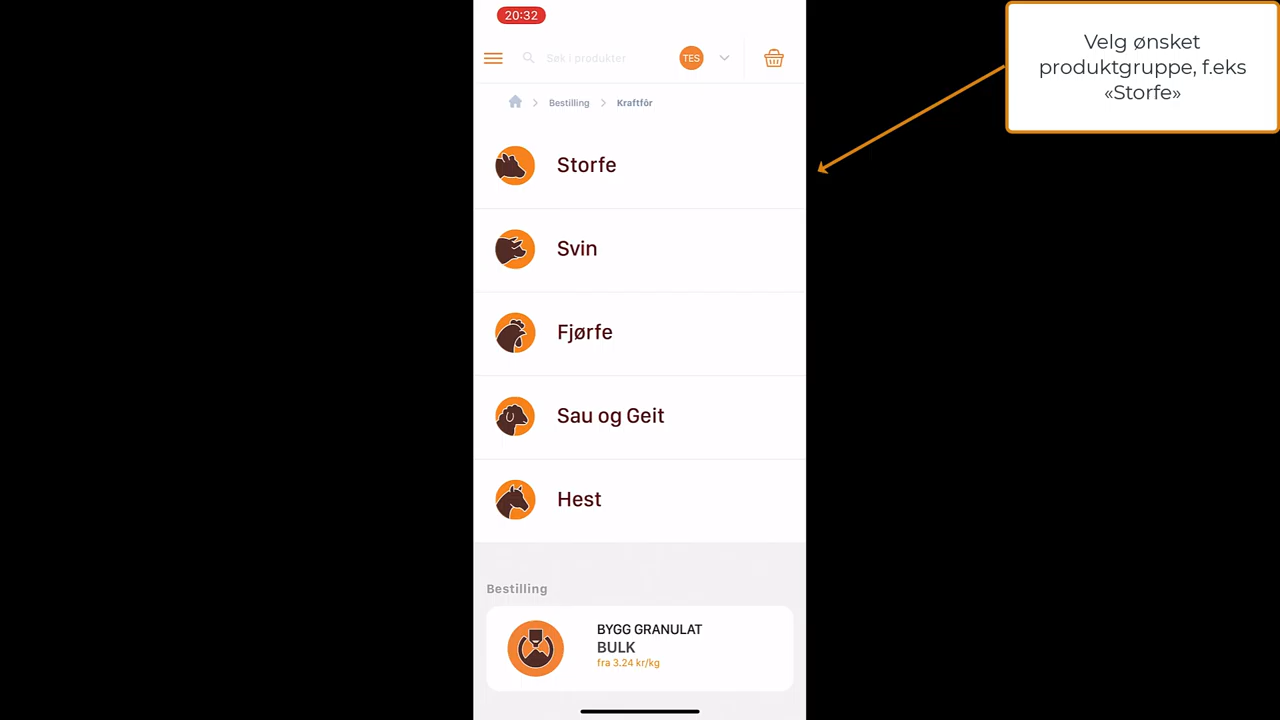 20:32
Søk i produkter
TES
Bestilling
Kraftfôr
Storfe
Svin
Fjørfe
Sau og Geit
Hest
Bestilling
BYGG GRANULAT
BULK
fra 3.24 kr/kg
Velg ønsket
produktgruppe, f.eks
«Storfe»